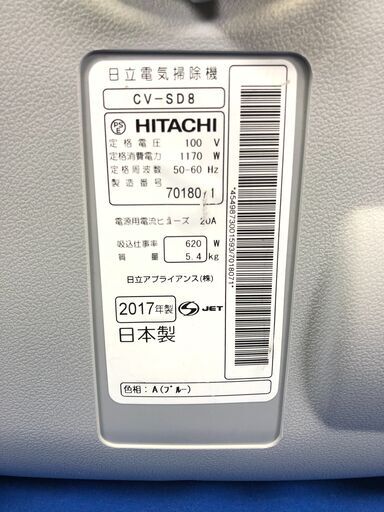 日立電気掃除機
CV-SD8
PS
E
HITACHI
定格電圧 100 V
定格消費電力 1170 W
定格周波数 50-60 Hz
製造番号
電源用電流ヒューズ 20A
吸込仕事率 620 W
質量 5.4 kg
日立アプライアンス(株)
2017年製
S JET
日本製
色相:A(ブルー)